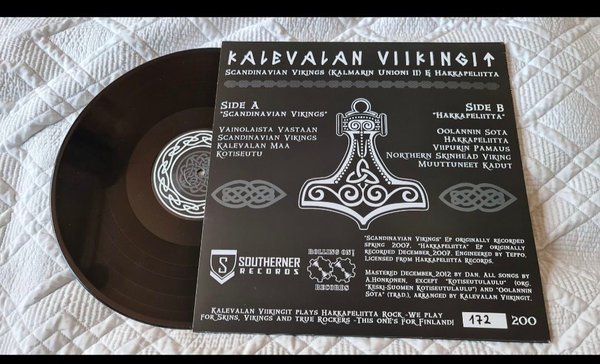 KALEVALAN VIIKINGIT
SCANDINAVIAN VIKINGS (KALMARIN UNIONI II) & HAKKAPELIITTA
SIDE A
"SCANDINAVIAN VIKINGS"
VAINOLAISTA VASTAAN
SCANDINAVIAN VIKINGS
KALEVALAN MAA
KOTISEUTU
SIDE B
"HAKKAPELIITTA"
OOLANNIN SOTA
HAKKAPELIITTA
VIIPURIN PAMAUS
NORTHERN SKINHEAD VIKING
MUUTTUNEET KADUT
"SCANDINAVIAN VIKINGS" EP ORIGINALLY RECORDED
SPRING 2007. "HAKKAPELIITTA" EP ORIGINALLY
RECORDED DECEMBER 2007. ENGINEERED BY TEPPO.
LICENSED FROM HAKKAPELIITTA RECORDS.
MASTERED DECEMBER 2012 BY DAN. ALL SONGS BY
A.HONKONEN, EXCEPT "KOTISEUTULAULU" (ORG.
"KESKI-SUOMEN KOTISEUTULAULU") AND "OOLANNIN
SOTA" (TRAD.), ARRANGED BY KALEVALAN VIIKINGIT.
S
SOUTHERNER
RECORDS
ROLLING ON!
RECORDS
KALEVALAN VIIKINGIT PLAYS HAKKAPELIITTA ROCK -WE PLAY
FOR SKINS, VIKINGS AND TRUE ROCKERS -THIS ONE'S FOR FINLAND!
172 200